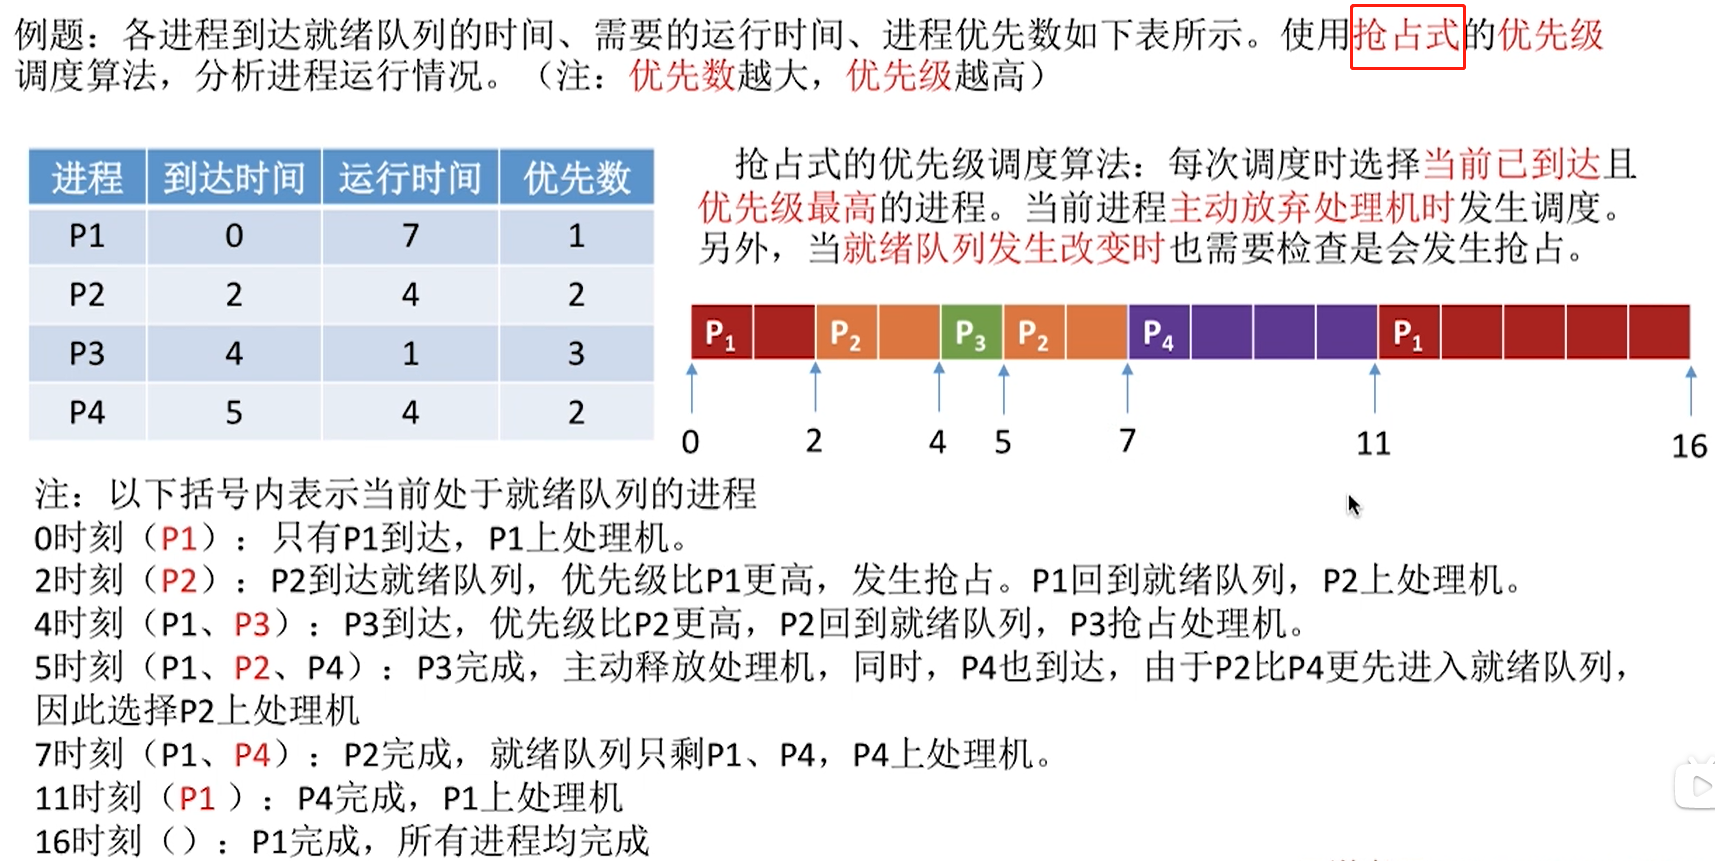 例题：各进程到达就绪队列的时间、需要的运行时间、进程优先数如下表所示。使用抢占式的优先级
调度算法，分析进程运行情况。（注：优先数越大，优先级越高）
进程 到达时间 运行时间 优先数
P1 0 7 1
P2 2 4 2
P3 4 1 3
P4 5 4 2
抢占式的优先级调度算法：每次调度时选择当前已到达且
优先级最高的进程。当前进程主动放弃处理机时发生调度。
另外，当就绪队列发生改变时也需要检查是会发生抢占。
P1 P2 P3 P2 P4 P1
0 2 4 5 7 11 16
注：以下括号内表示当前处于就绪队列的进程
0时刻（P1）：只有P1到达，P1上处理机。
2时刻（P2）：P2到达就绪队列，优先级比P1更高，发生抢占。P1回到就绪队列，P2上处理机。
4时刻（P1、P3）：P3到达，优先级比P2更高，P2回到就绪队列，P3抢占处理机。
5时刻（P1、P2、P4）：P3完成，主动释放处理机，同时，P4也到达，由于P2比P4更先进入就绪队列，
因此选择P2上处理机
7时刻（P1、P4）：P2完成，就绪队列只剩P1、P4，P4上处理机。
11时刻（P1 ）：P4完成，P1上处理机
16时刻（）：P1完成，所有进程均完成